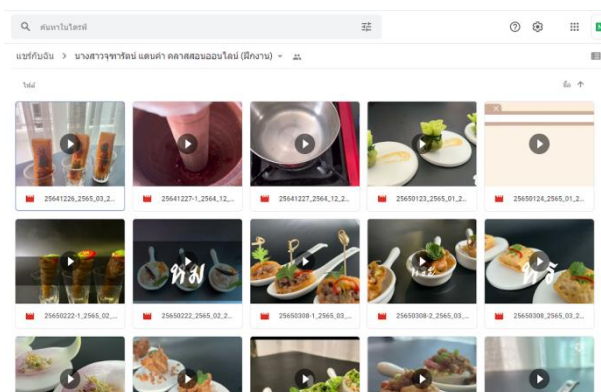 ค้นหาในไดรฟ์
แชร์กับฉัน > นางสาวจุฑารัตน์ แดนคำ คลาสสอนออนไลน์ (ฝึกงาน)
ไฟล์
ชื่อ
25641226_2565_03_2...
25641227-1_2564_12_...
25641227_2564_12_2...
25650123_2565_01_2...
25650124_2565_01_2...
หม
25650222-1_2565_02_...
25650222_2565_02_2...
25650308-1_2565_03_...
25650308-2_2565_03_...
25650308_2565_03_2...